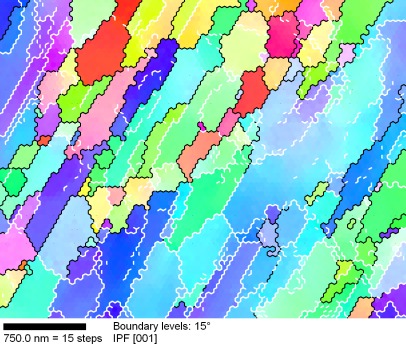 Boundary levels: 15°
750.0 nm = 15 steps IPF [001]